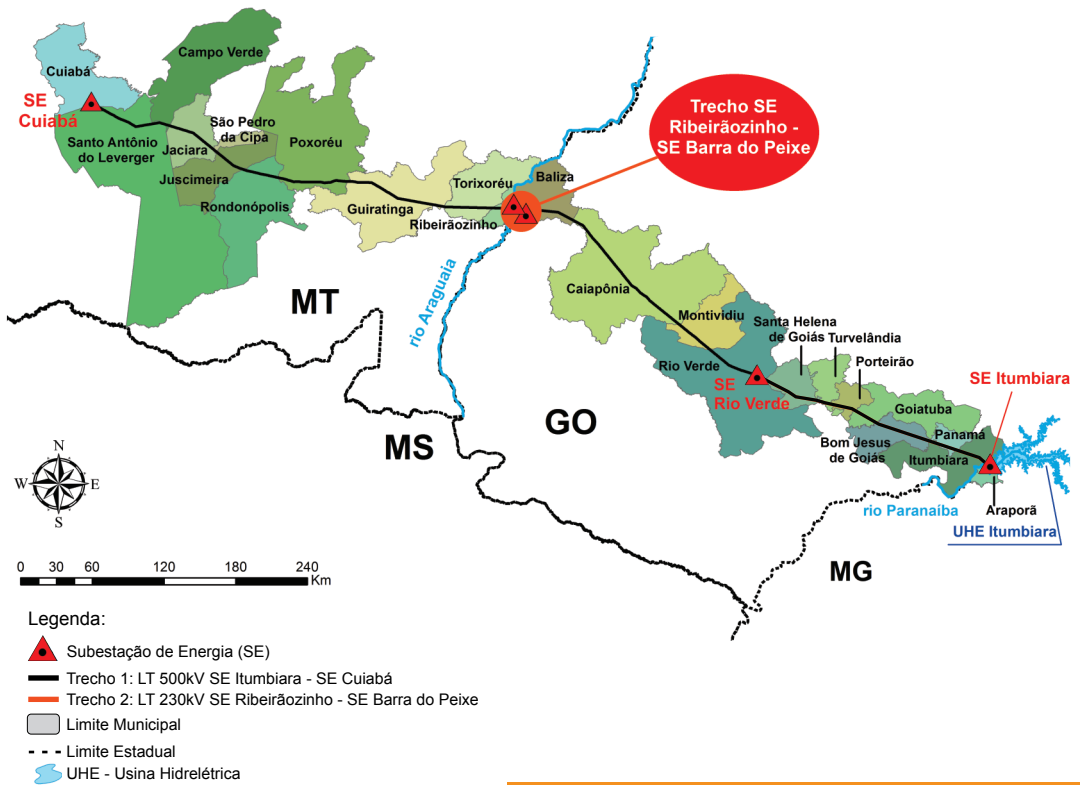 Campo Verde
Cuiabá
SE
Cuiabá
São Pedro
da Cipa
Santo Antônio
do Leverger
Jaciara
Poxoréu
Juscimeira
Rondonópolis
Guiratinga
Torixoréu
Baliza
Ribeirãozinho
Trecho SE
Ribeirãozinho -
SE Barra do Peixe
MT
rio Araguaia
Caiapônia
Montividiu
Santa Helena
de Goiás
Turvelândia
Porteirão
Rio Verde
SE
Rio Verde
SE Itumbiara
Goiatuba
GO
MS
Bom Jesus
de Goiás
Panamá
Itumbiara
Araporã
rio Paranaíba
UHE Itumbiara
MG
N
W
E
S
0 30 60 120 180 240
Km
Legenda:
Subestação de Energia (SE)
Trecho 1: LT 500kV SE Itumbiara - SE Cuiabá
Trecho 2: LT 230kV SE Ribeirãozinho - SE Barra do Peixe
Limite Municipal
Limite Estadual
UHE - Usina Hidrelétrica